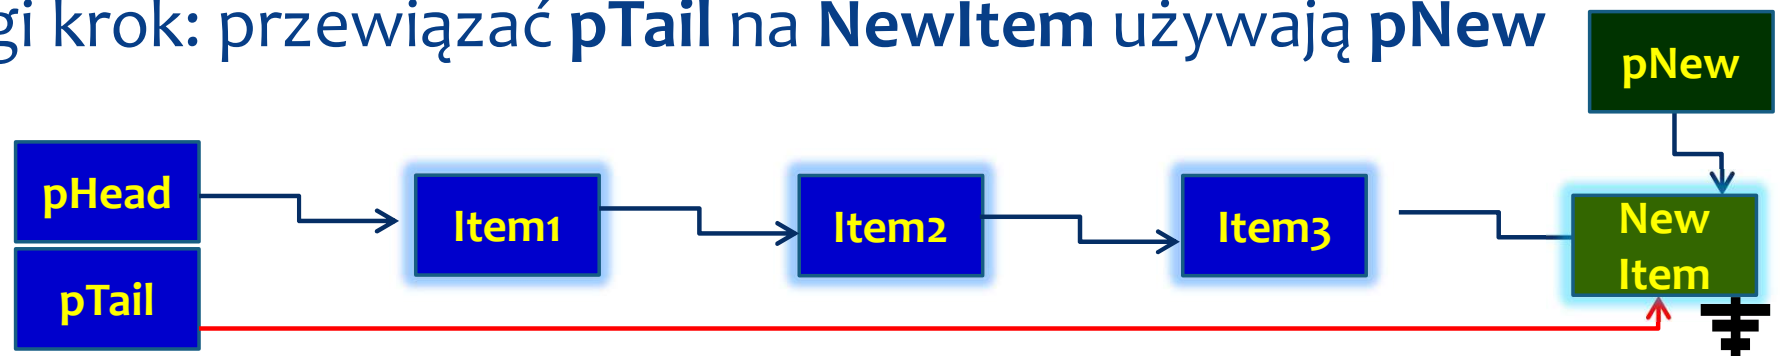 gi krok: przewiązać pTail na NewItem używają pNew
pNew
pHead
Item1
Item2
Item3
New
Item
pTail